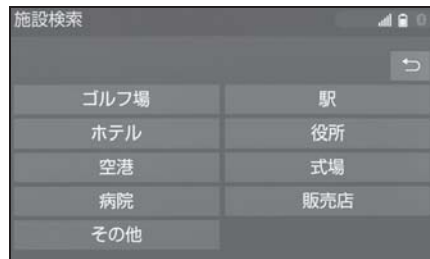 施設検索
ゴルフ場 駅
ホテル 役所
空港 式場
病院 販売店
その他